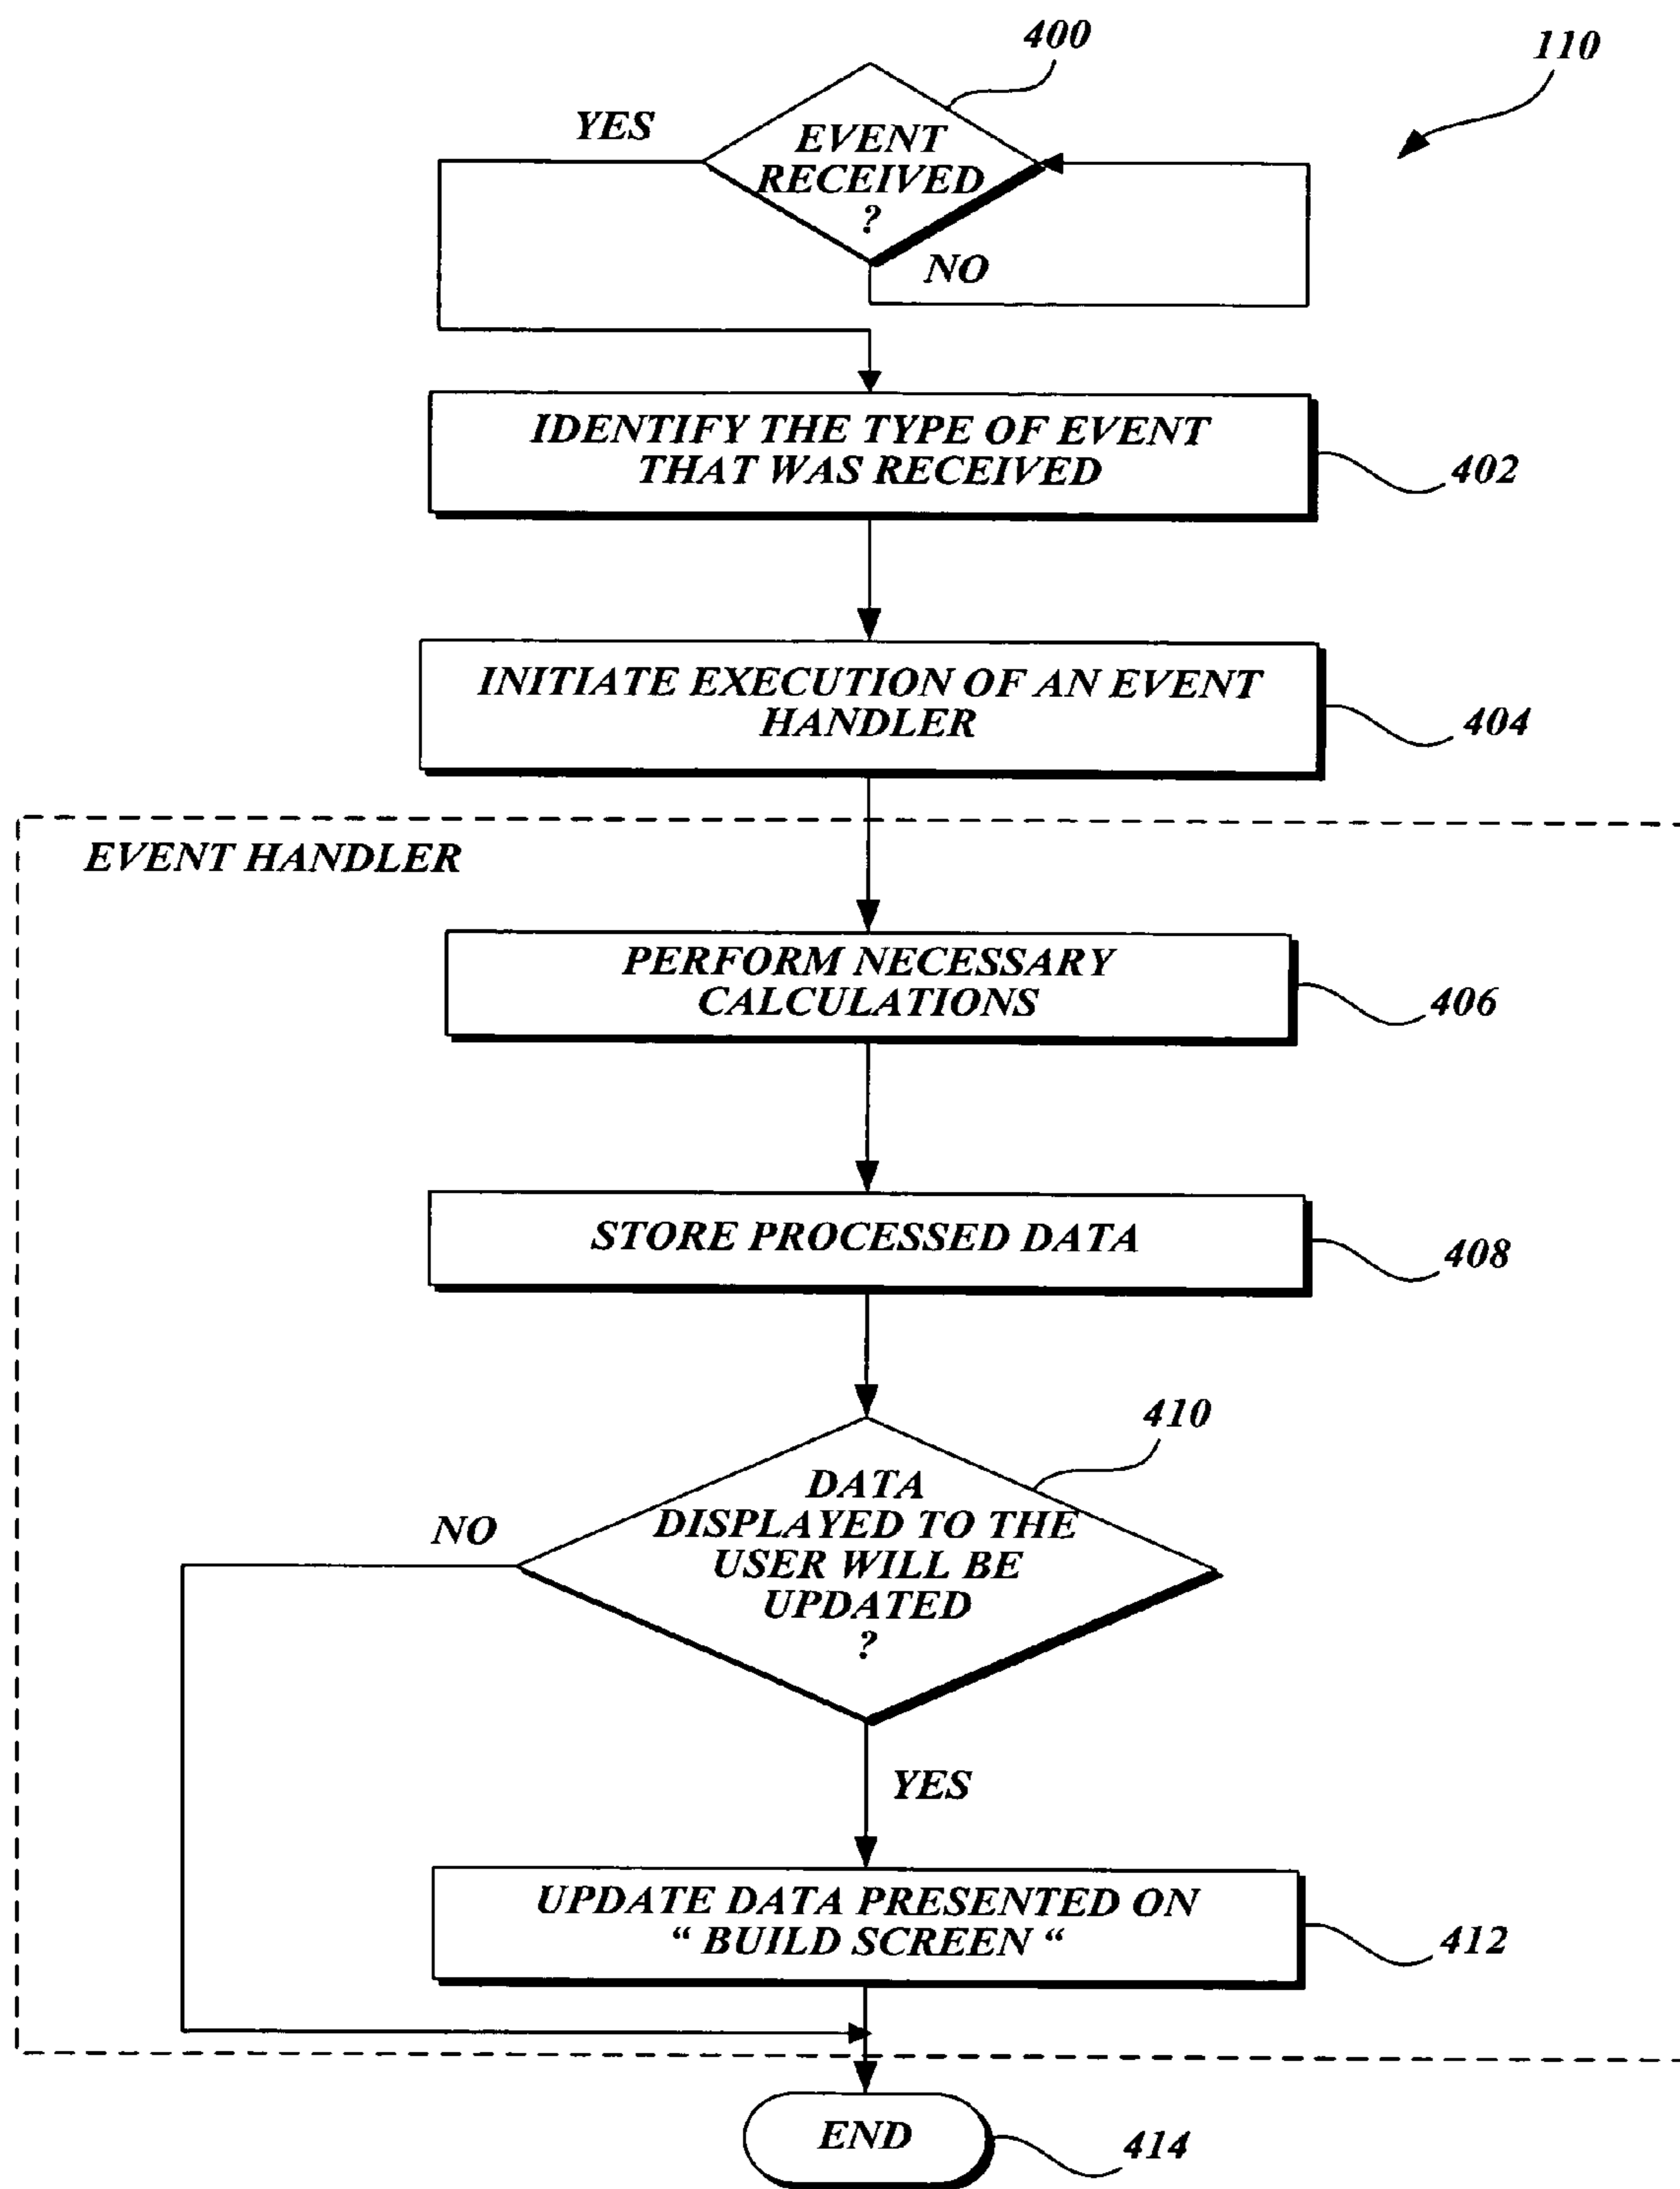 400
110
YES
EVENT
RECEIVED
?
NO
IDENTIFY THE TYPE OF EVENT
THAT WAS RECEIVED
402
INITIATE EXECUTION OF AN EVENT
HANDLER
404
EVENT HANDLER
PERFORM NECESSARY
CALCULATIONS
406
STORE PROCESSED DATA
408
410
DATA
DISPLAYED TO THE
USER WILL BE
UPDATED
?
NO
YES
UPDATE DATA PRESENTED ON
“ BUILD SCREEN “
412
END
414